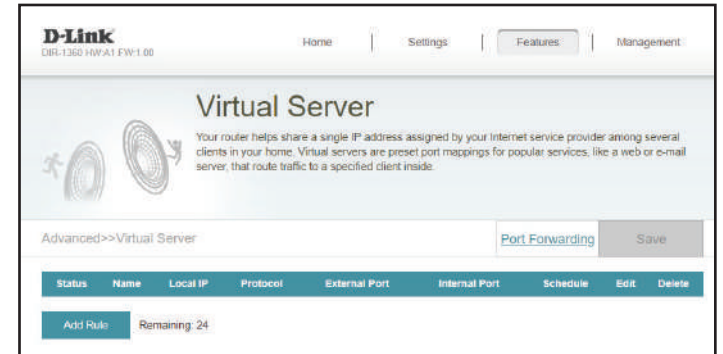 D-Link
DIR-1360 HW:A1 FW:1.00
Home | Settings | Features | Management
Virtual Server
Your router helps share a single IP address assigned by your Internet service provider among several
clients in your home. Virtual servers are preset port mappings for popular services, like a web or e-mail
server, that route traffic to a specified client inside.
Advanced>>Virtual Server
Port Forwarding
Save
Status Name Local IP Protocol External Port Internal Port Schedule Edit Delete
Add Rule Remaining: 24